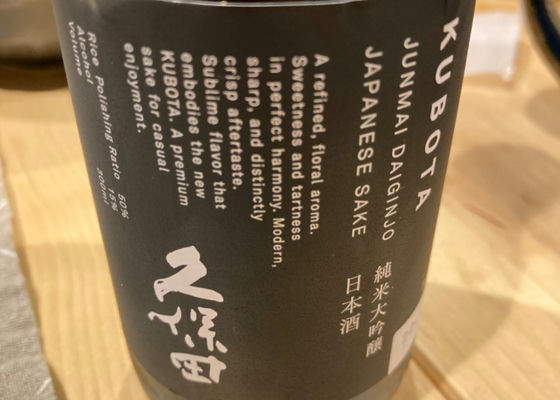 KUBOTA
JUNMAI DAIGINJO
JAPANESE SAKE
純米大吟醸
日本酒
A refined, floral aroma.
Sweetness and tartness
in perfect harmony. Modern,
sharp, and distinctly
crisp aftertaste.
Sublime flavor that
embodies the new
KUBOTA. A premium
sake for casual
enjoyment.
Rice Polishing Ratio 50%
Alcohol 15%
Volume 300ml
久保田